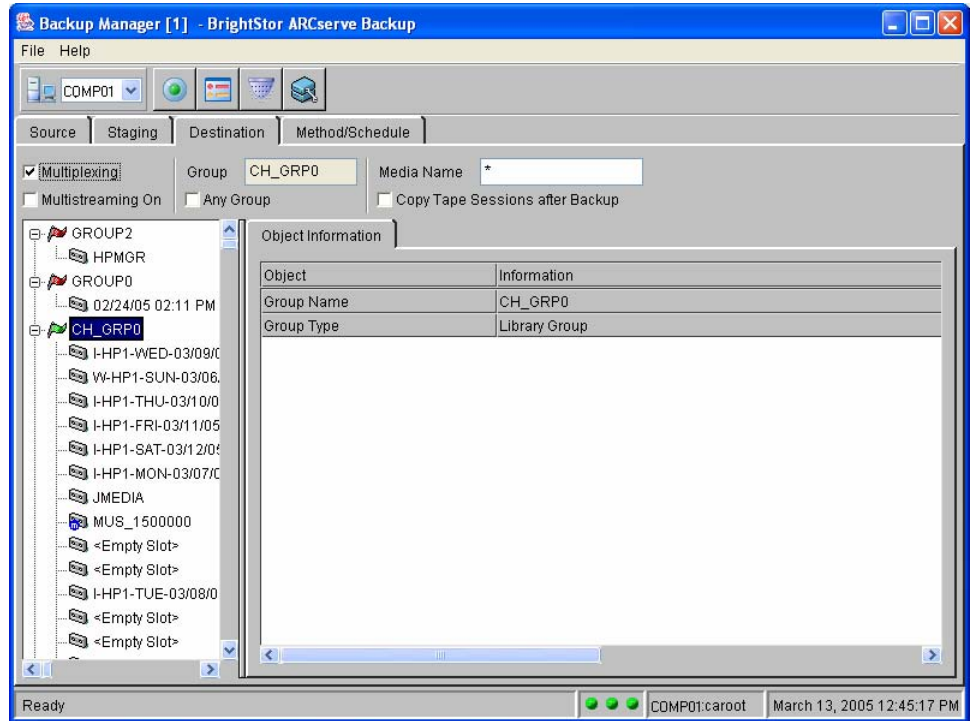 Backup Manager [1] - BrightStor ARCserve Backup
File Help
COMP01
Source Staging Destination Method/Schedule
Multiplexing Group CH_GRP0 Media Name *
Multistreaming On Any Group Copy Tape Sessions after Backup
GROUP2
HPMGR
GROUP0
02/24/05 02:11 PM
CH_GRP0
I-HP1-WED-03/09/0
W-HP1-SUN-03/06
I-HP1-THU-03/10/0
I-HP1-FRI-03/11/05
I-HP1-SAT-03/12/05
I-HP1-MON-03/07/0
JMEDIA
MUS_1500000
<Empty Slot>
<Empty Slot>
I-HP1-TUE-03/08/0
<Empty Slot>
<Empty Slot>
Object Information
Object Information
Group Name CH_GRP0
Group Type Library Group
Ready COMP01:caroot March 13, 2005 12:45:17 PM